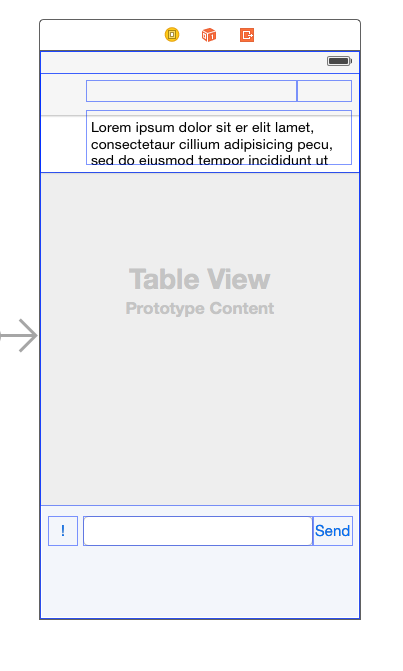 Lorem ipsum dolor sit er elit lamet,
consectetaur cillium adipisicing pecu,
sed do eiusmod tempor incididunt ut
Table View
Prototype Content
!
Send